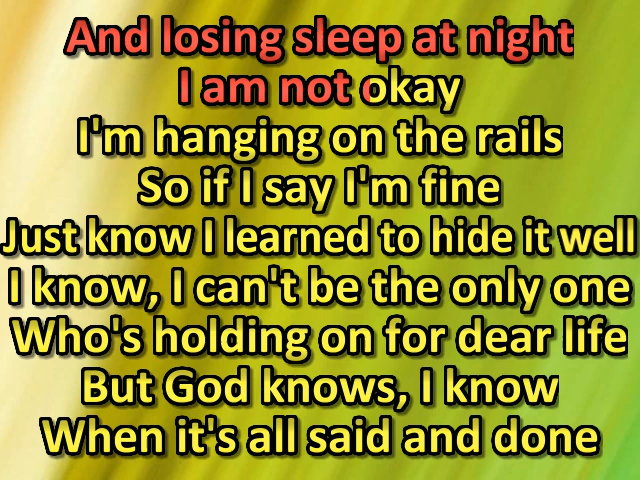 And losing sleep at night
I am not okay
I'm hanging on the rails
So if I say I'm fine
Just know I learned to hide it well
I know, I can't be the only one
Who's holding on for dear life
But God knows, I know
When it's all said and done